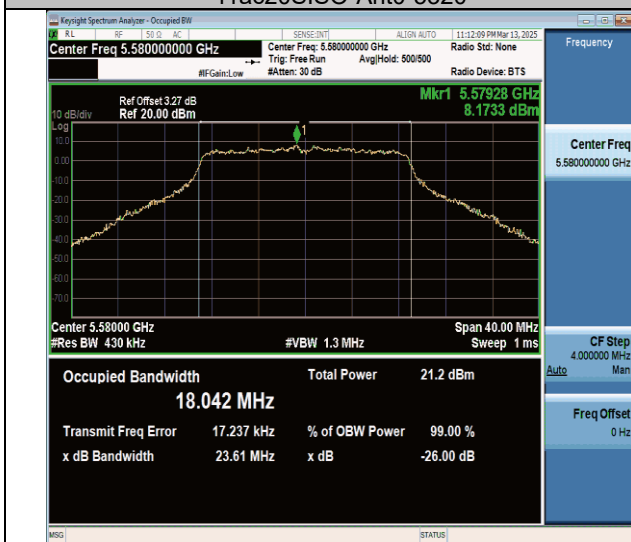 11ac20SISO-Ant0-5620
Keysight Spectrum Analyzer - Occupied BW
RL RF 50 Ω AC SENSE:INT ALIGN AUTO 11:12:09 PM Mar 13, 2025
Center Freq 5.580000000 GHz
Center Freq: 5.580000000 GHz
Radio Std: None
Trig: Free Run Avg|Hold: 500/500
#IFGain:Low #Atten: 30 dB Radio Device: BTS
Frequency
Ref Offset 3.27 dB
10 dB/div Ref 20.00 dBm
Mkr1 5.57928 GHz
8.1733 dBm
Log
10.0
0.00
-10.0
-20.0
-30.0
-40.0
-50.0
-60.0
-70.0
1
Center 5.58000 GHz Span 40.00 MHz
#Res BW 430 kHz #VBW 1.3 MHz Sweep 1 ms
Center Freq
5.580000000 GHz
CF Step
4.000000 MHz
Auto Man
Freq Offset
0 Hz
Occupied Bandwidth Total Power 21.2 dBm
18.042 MHz
Transmit Freq Error 17.237 kHz % of OBW Power 99.00 %
x dB Bandwidth 23.61 MHz x dB -26.00 dB
MSG STATUS